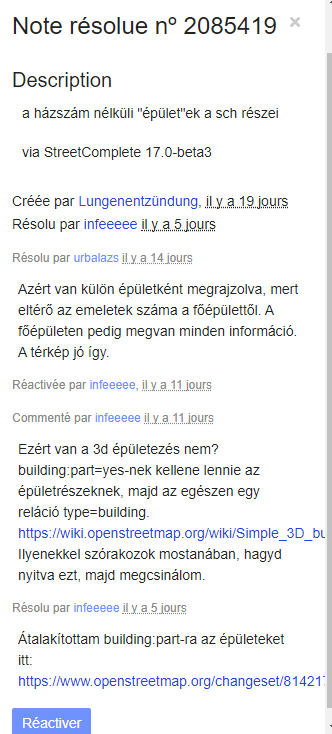 Note résolue nº 2085419 ×
Description
a házszám nélküli "épület"ek a sch részei
via StreetComplete 17.0-beta3
Créée par Lungenentzündung, il y a 19 jours
Résolu par infeeeee il y a 5 jours
Résolu par urbalazs il y a 14 jours
Azért van külön épületként megrajzolva, mert
eltérő az emeletek száma a főépülettől. A
főépületen pedig megvan minden információ.
A térkép jó így.
Réactivée par infeeeee, il y a 11 jours
Commenté par infeeeee il y a 11 jours
Ezért van a 3d épületezés nem?
building:part=yes-nek kellene lennie az
épületrészeknek, majd az egészen egy
reláció type=building.
https://wiki.openstreetmap.org/wiki/Simple_3D_bu
Ilyenekkel szórakozok mostanában, hagyd
nyitva ezt, majd megcsinálom.
Résolu par infeeeee il y a 5 jours
Átalakítottam building:part-ra az épületeket
itt:
https://www.openstreetmap.org/changeset/814217
Réactiver